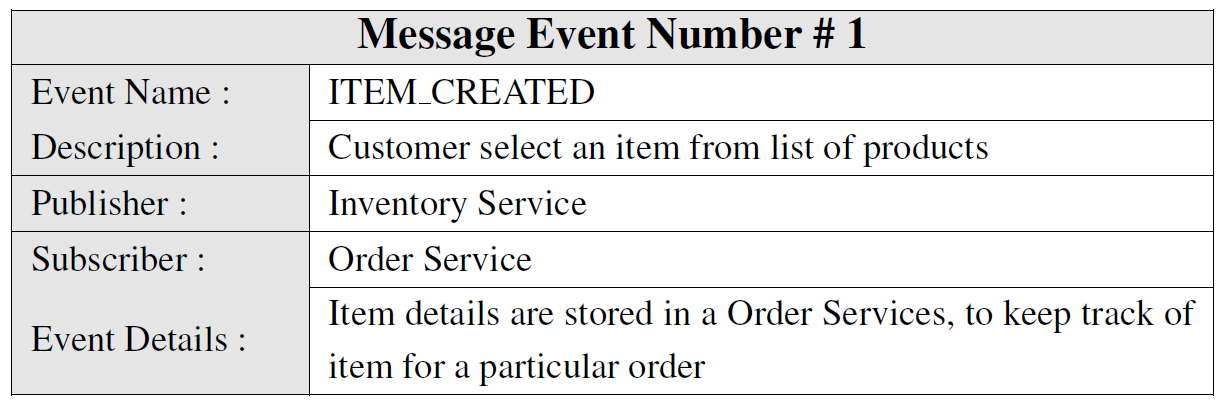 Message Event Number # 1
Event Name : ITEM_CREATED
Description : Customer select an item from list of products
Publisher : Inventory Service
Subscriber : Order Service
Event Details : Item details are stored in a Order Services, to keep track of
item for a particular order